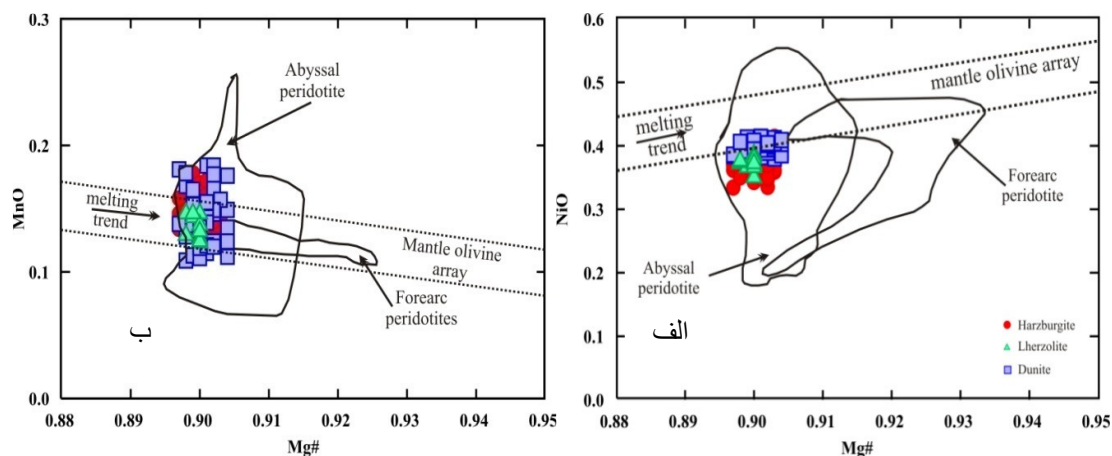 0.3
0.2
0.1
0.0
MnO
0.88
0.89
0.90
0.91
0.92
0.93
0.94
0.95
Mg#
Abyssal
peridotite
melting
trend
Mantle olivine
array
Forearc
peridotites
ب
0.6
0.5
0.4
0.3
0.2
0.1
0.0
NiO
0.88
0.89
0.90
0.91
0.92
0.93
0.94
0.95
Mg#
mantle olivine array
melting
trend
Forearc
peridotite
Abyssal
peridotite
الف
Harzburgite
Lherzolite
Dunite